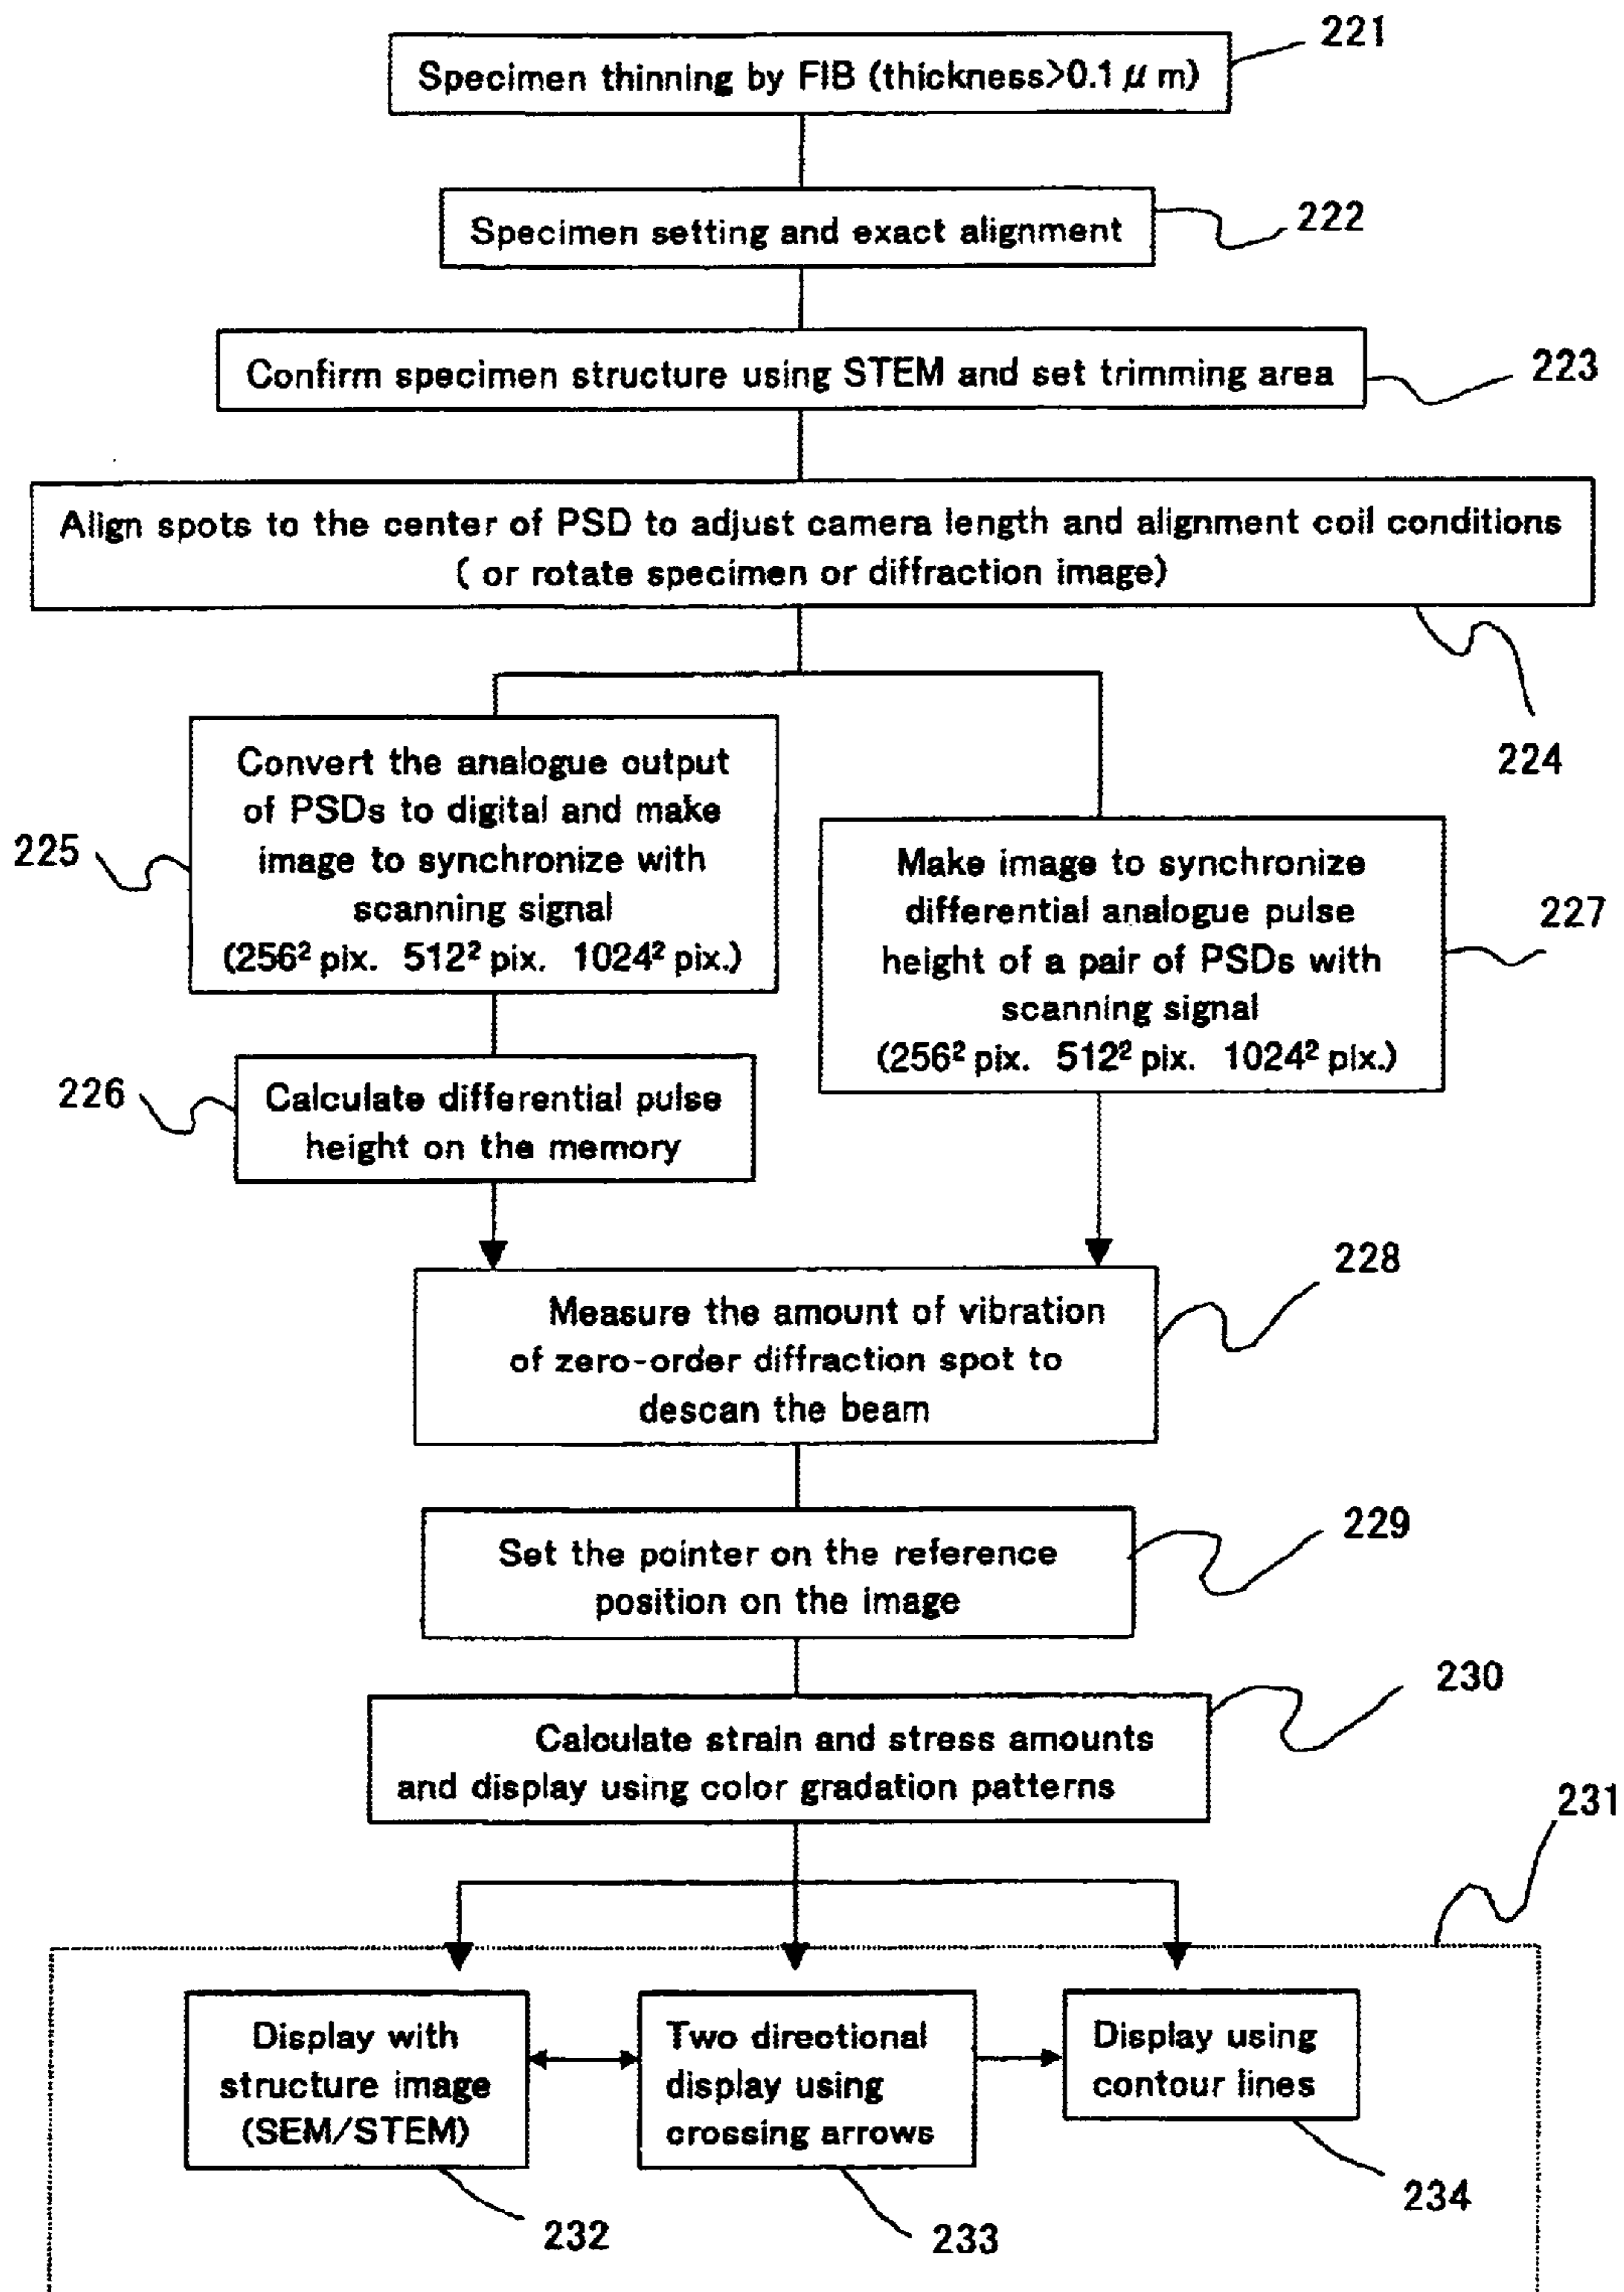 221
Specimen thinning by FIB (thickness>0.1 μm)
222
Specimen setting and exact alignment
223
Confirm specimen structure using STEM and set trimming area
Align spots to the center of PSD to adjust camera length and alignment coil conditions
( or rotate specimen or diffraction image)
224
225
Convert the analogue output
of PSDs to digital and make
image to synchronize with
scanning signal
(256² pix. 512² pix. 1024² pix.)
226
Calculate differential pulse
height on the memory
227
Make image to synchronize
differential analogue pulse
height of a pair of PSDs with
scanning signal
(256² pix. 512² pix. 1024² pix.)
228
Measure the amount of vibration
of zero-order diffraction spot to
descan the beam
229
Set the pointer on the reference
position on the image
230
Calculate strain and stress amounts
and display using color gradation patterns
231
Display with
structure image
(SEM/STEM)
232
Two directional
display using
crossing arrows
233
Display using
contour lines
234